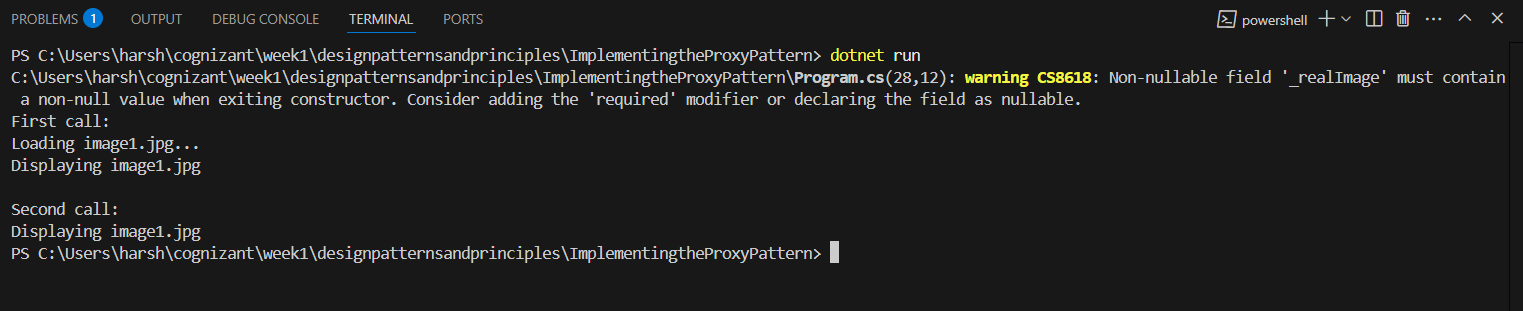 PROBLEMS 1 OUTPUT DEBUG CONSOLE TERMINAL PORTS powershell
PS C:\Users\harsh\cognizant\week1\designpatternsandprinciples\ImplementingtheProxyPattern> dotnet run
C:\Users\harsh\cognizant\week1\designpatternsandprinciples\ImplementingtheProxyPattern\Program.cs(28,12): warning CS8618: Non-nullable field '_realImage' must contain
a non-null value when exiting constructor. Consider adding the 'required' modifier or declaring the field as nullable.
First call:
Loading image1.jpg...
Displaying image1.jpg
Second call:
Displaying image1.jpg
PS C:\Users\harsh\cognizant\week1\designpatternsandprinciples\ImplementingtheProxyPattern>